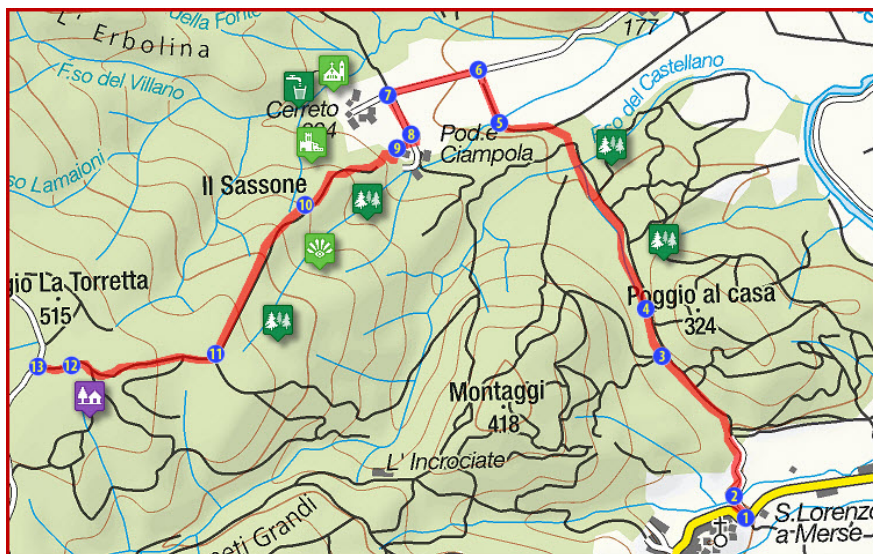 della Fonte
L' Erbolina
177
F.so del Villano
6
7
Cerreto
F.so del Castellano
5
8
Pod.e
Ciampola
9
so Lamaioni
Il Sassone
10
gio La Torretta
515
Poggio al casa
4
324
11
3
13
12
Montaggi
418
L' Incrociate
2
1
S.Lorenzo
a Merse
eti Grandi